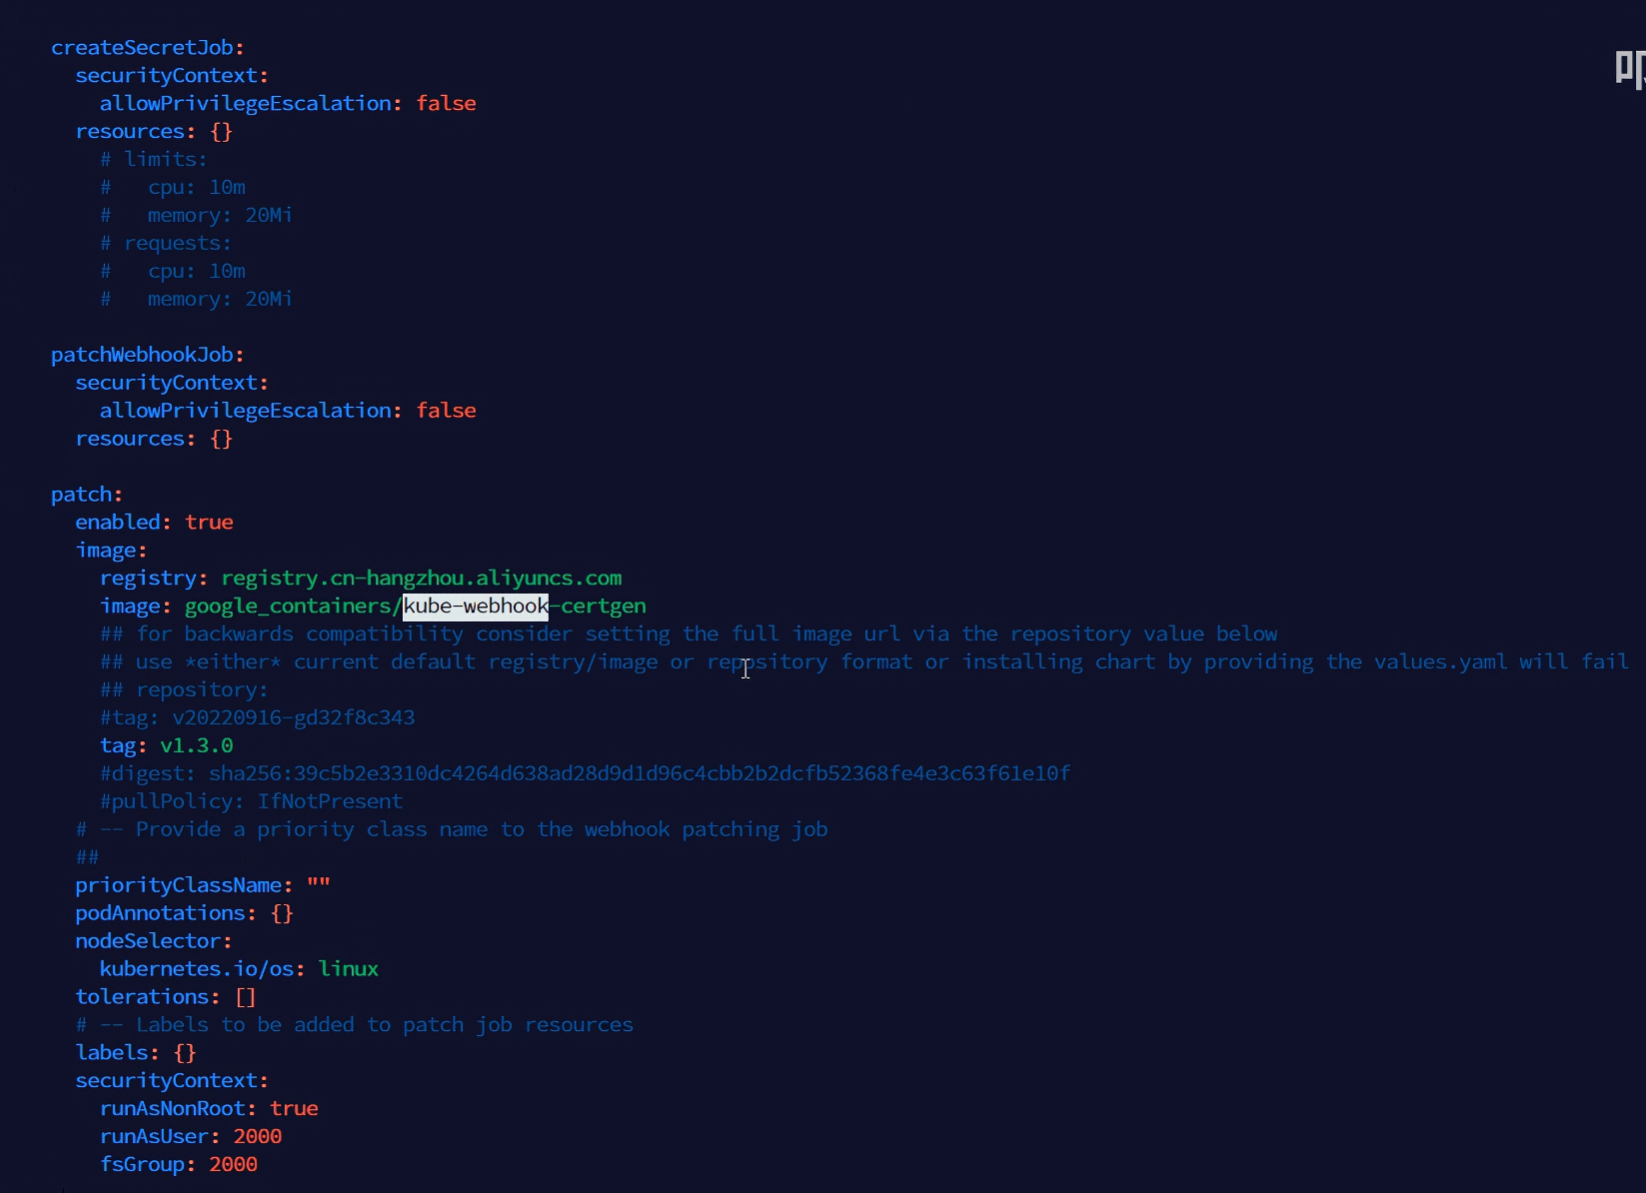 createSecretJob:
  securityContext:
    allowPrivilegeEscalation: false
  resources: {}
    # limits:
    #   cpu: 10m
    #   memory: 20Mi
    # requests:
    #   cpu: 10m
    #   memory: 20Mi

patchWebhookJob:
  securityContext:
    allowPrivilegeEscalation: false
  resources: {}

patch:
  enabled: true
  image:
    registry: registry.cn-hangzhou.aliyuncs.com
    image: google_containers/kube-webhook-certgen
    ## for backwards compatibility consider setting the full image url via the repository value below
    ## use *either* current default registry/image or repository format or installing chart by providing the values.yaml will fail
    ## repository:
    #tag: v20220916-gd32f8c343
    tag: v1.3.0
    #digest: sha256:39c5b2e3310dc4264d638ad28d9d1d96c4cbb2b2dcfb52368fe4e3c63f61e10f
    #pullPolicy: IfNotPresent
  # -- Provide a priority class name to the webhook patching job
  ##
  priorityClassName: ""
  podAnnotations: {}
  nodeSelector:
    kubernetes.io/os: linux
  tolerations: []
  # -- Labels to be added to patch job resources
  labels: {}
  securityContext:
    runAsNonRoot: true
    runAsUser: 2000
    fsGroup: 2000